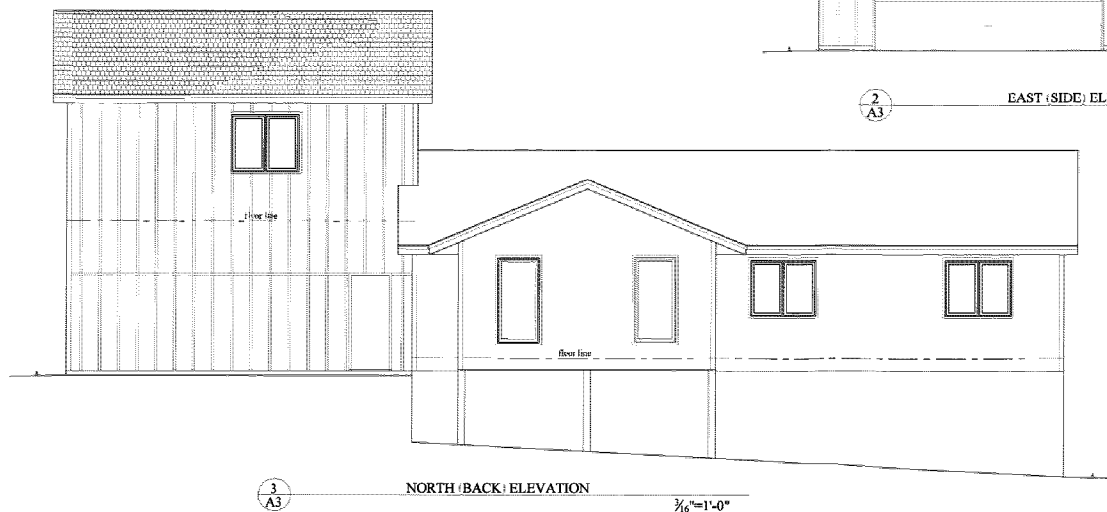 2
A3
EAST (SIDE) EL
floor line
floor line
3
A3
NORTH (BACK) ELEVATION
3/16"=1'-0"